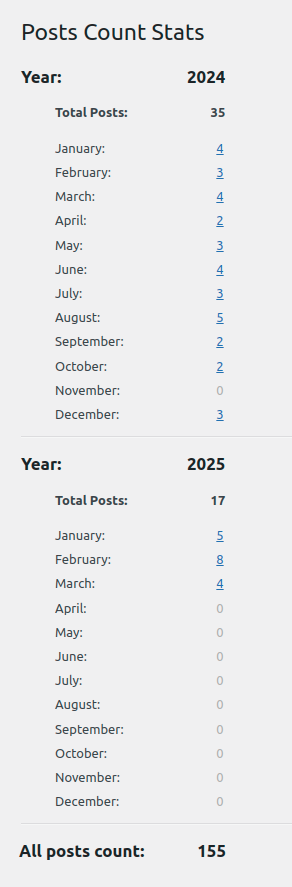 Posts Count Stats
Year: 2024
Total Posts: 35
January: 4
February: 3
March: 4
April: 2
May: 3
June: 4
July: 3
August: 5
September: 2
October: 2
November: 0
December: 3
Year: 2025
Total Posts: 17
January: 5
February: 8
March: 4
April: 0
May: 0
June: 0
July: 0
August: 0
September: 0
October: 0
November: 0
December: 0
All posts count: 155